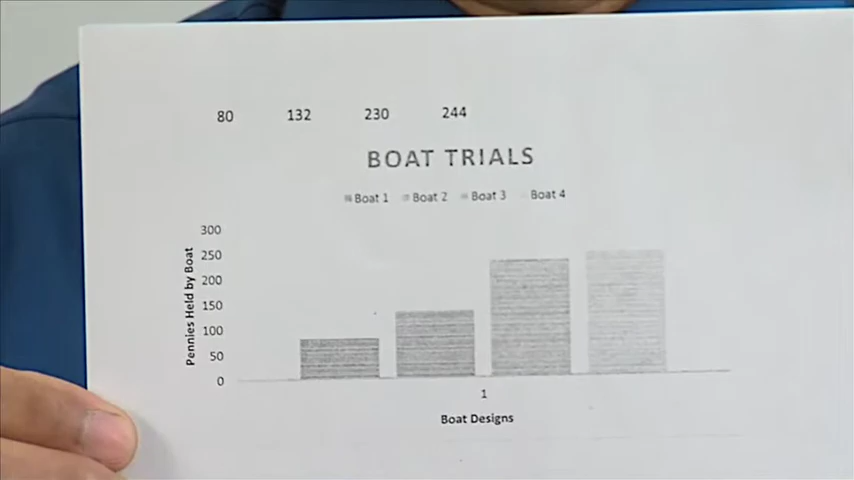 80 132 230 244
BOAT TRIALS
Boat 1 Boat 2 Boat 3 Boat 4
300
250
200
150
100
50
0
Pennies Held by Boat
1
Boat Designs